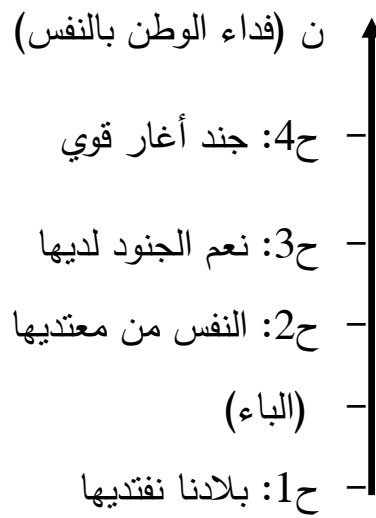 ن (فداء الوطن بالنفس)
ح4: جند أغار قوي
ح3: نعم الجنود لديها
ح2: النفس من معتديها
(الباء)
ح1: بلادنا نفتديها